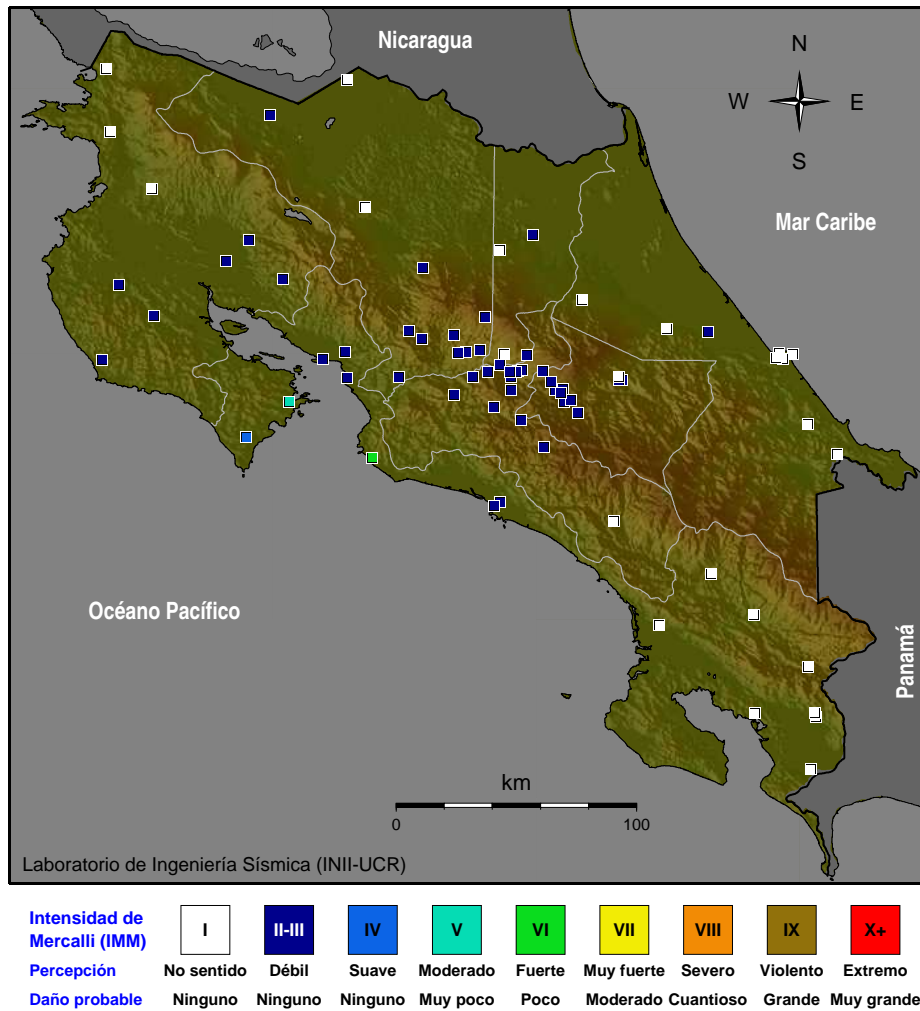 Nicaragua
N
W E
S
Mar Caribe
Océano Pacífico
Panamá
km
0 100
Laboratorio de Ingeniería Sísmica (INII-UCR)
Intensidad de Mercalli (IMM) I II-III IV V VI VII VIII IX X+
Percepción No sentido Débil Suave Moderado Fuerte Muy fuerte Severo Violento Extremo
Daño probable Ninguno Ninguno Ninguno Muy poco Poco Moderado Cuantioso Grande Muy grande